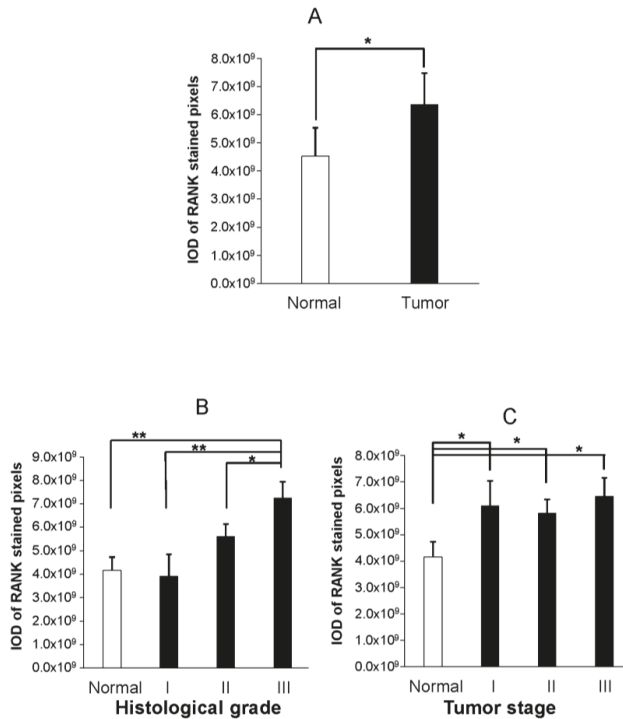 A
*
IOD of RANK stained pixels
8.0x10⁹
7.0x10⁹
6.0x10⁹
5.0x10⁹
4.0x10⁹
3.0x10⁹
2.0x10⁹
1.0x10⁹
0.0x10⁹
Normal Tumor
B
**
**
*
IOD of RANK stained pixels
9.0x10⁹
8.0x10⁹
7.0x10⁹
6.0x10⁹
5.0x10⁹
4.0x10⁹
3.0x10⁹
2.0x10⁹
1.0x10⁹
0.0x10⁹
Normal I II III
Histological grade
C
* * *
IOD of RANK stained pixels
8.0x10⁹
7.0x10⁹
6.0x10⁹
5.0x10⁹
4.0x10⁹
3.0x10⁹
2.0x10⁹
1.0x10⁹
0.0x10⁹
Normal I II III
Tumor stage